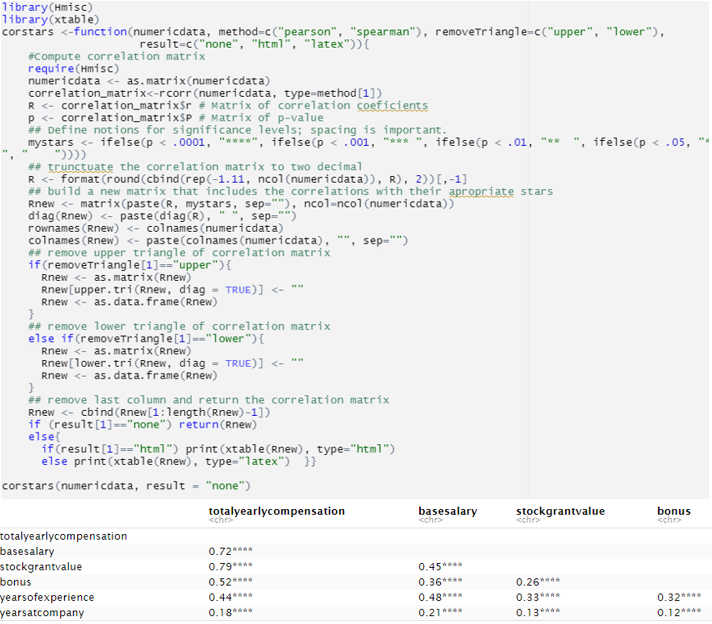 library(Hmisc)
library(xtable)
corstars <-function(numericdata, method=c("pearson", "spearman"), removeTriangle=c("upper", "lower"),
result=c("none", "html", "latex")){
#Compute correlation matrix
require(Hmisc)
numericdata <- as.matrix(numericdata)
correlation_matrix<-rcorr(numericdata, type=method[1])
R <- correlation_matrix$r # Matrix of correlation coeficients
p <- correlation_matrix$P # Matrix of p-value
## Define notions for significance levels; spacing is important.
mystars <- ifelse(p < .0001, "****", ifelse(p < .001, "*** ", ifelse(p < .01, "**  ", ifelse(p < .05, "*
", "    "))))
## trunctuate the correlation matrix to two decimal
R <- format(round(cbind(rep(-1.11, ncol(numericdata)), R), 2))[,-1]
## build a new matrix that includes the correlations with their apropriate stars
Rnew <- matrix(paste(R, mystars, sep=""), ncol=ncol(numericdata))
diag(Rnew) <- paste(diag(R), " ", sep="")
rownames(Rnew) <- colnames(numericdata)
colnames(Rnew) <- paste(colnames(numericdata), "", sep="")
## remove upper triangle of correlation matrix
if(removeTriangle[1]=="upper"){
Rnew <- as.matrix(Rnew)
Rnew[upper.tri(Rnew, diag = TRUE)] <- ""
Rnew <- as.data.frame(Rnew)
}
## remove lower triangle of correlation matrix
else if(removeTriangle[1]=="lower"){
Rnew <- as.matrix(Rnew)
Rnew[lower.tri(Rnew, diag = TRUE)] <- ""
Rnew <- as.data.frame(Rnew)
}
## remove last column and return the correlation matrix
Rnew <- cbind(Rnew[1:length(Rnew)-1])
if (result[1]=="none") return(Rnew)
else{
if(result[1]=="html") print(xtable(Rnew), type="html")
else print(xtable(Rnew), type="latex")  }}
corstars(numericdata, result = "none")
totalyearlycompensation basesalary stockgrantvalue bonus
<chr> <chr> <chr> <chr>
totalyearlycompensation
basesalary 0.72****
stockgrantvalue 0.79**** 0.45****
bonus 0.52**** 0.36**** 0.26****
yearsofexperience 0.44**** 0.48**** 0.33**** 0.32****
yearsatcompany 0.18**** 0.21**** 0.13**** 0.12****